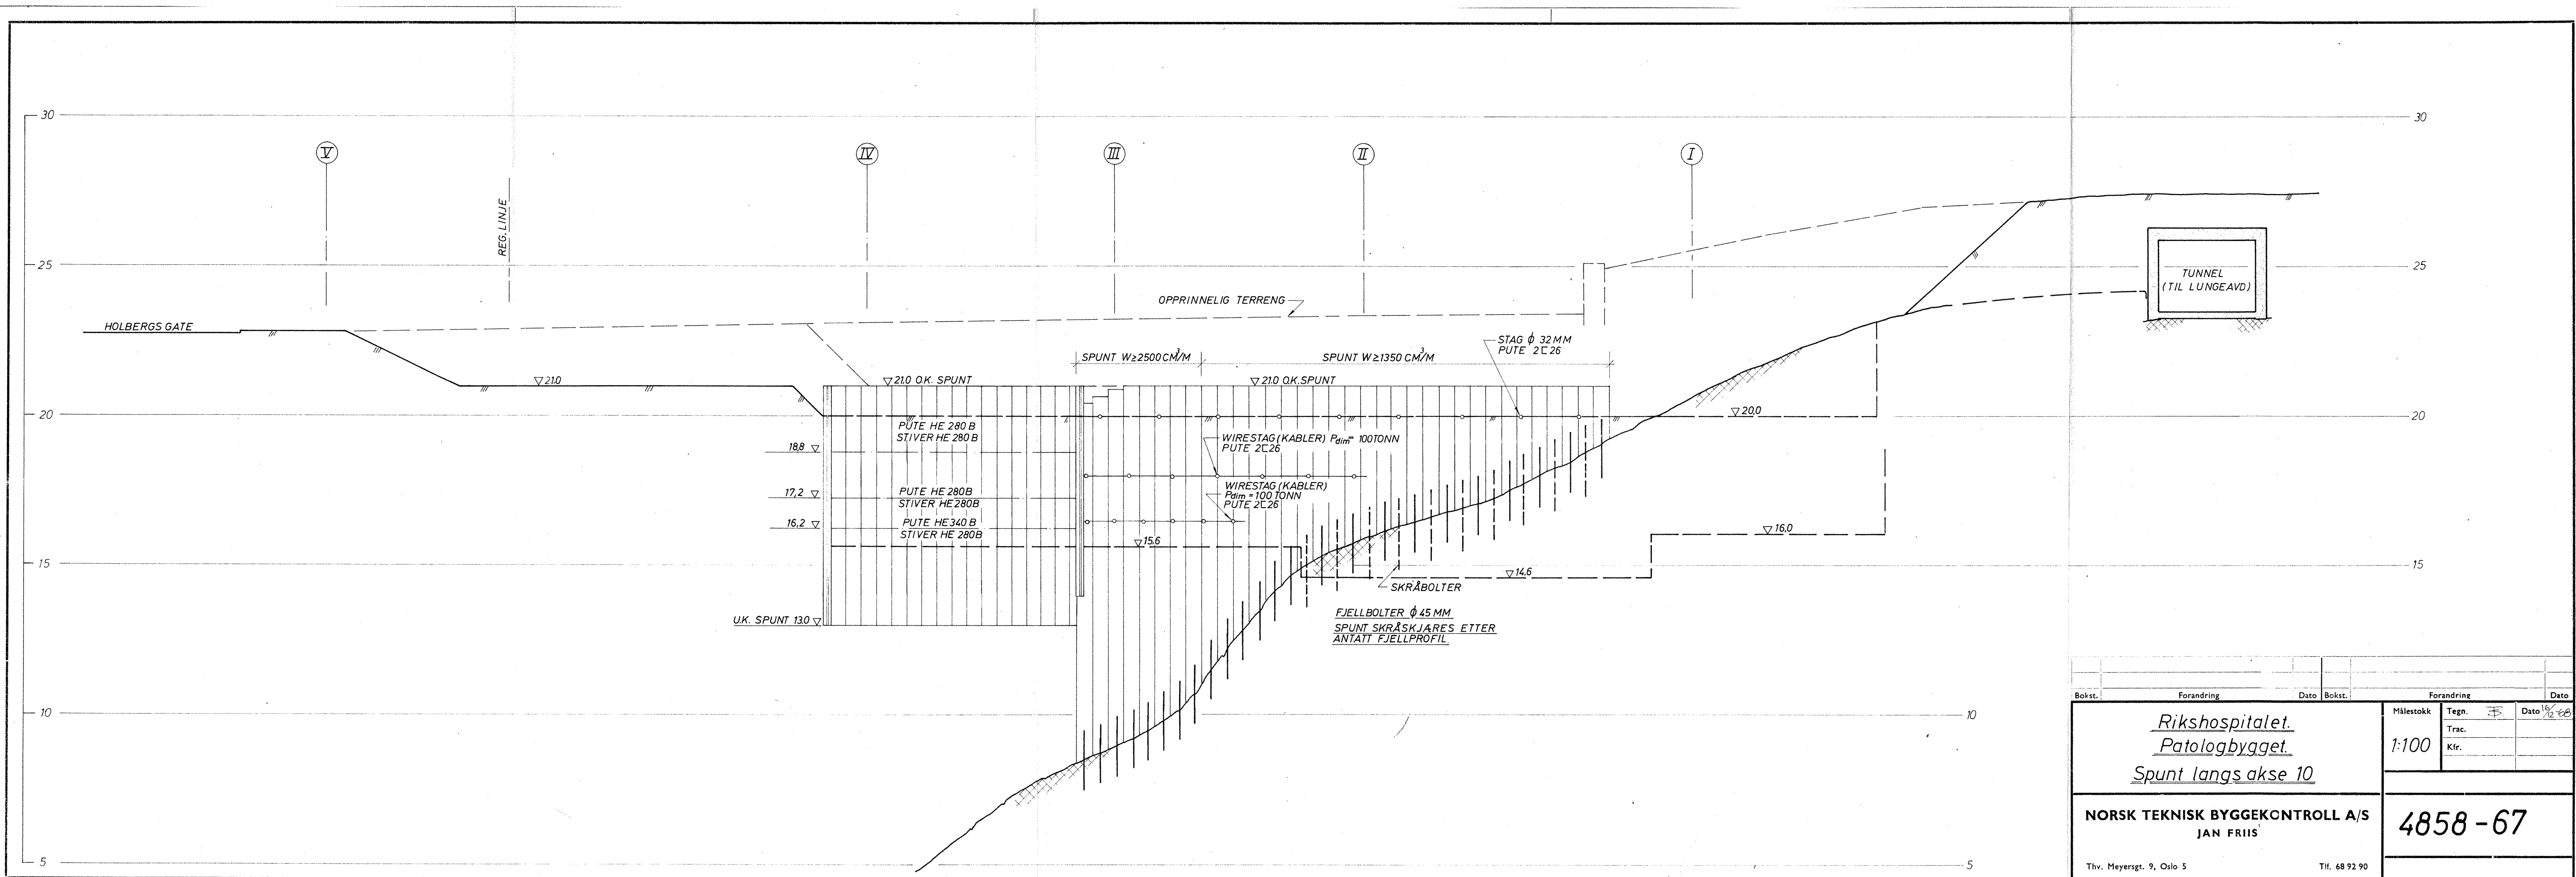 30
30
V
IV
III
II
I
REG. LINJE
25
25
TUNNEL
(TIL LUNGEAVD)
OPPRINNELIG TERRENG
HOLBERGS GATE
STAG ϕ 32 MM
PUTE 2⊏ 26
SPUNT W≥2500 CM³/M
SPUNT W≥1350 CM³/M
▽ 21.0
▽ 21.0 O.K. SPUNT
▽ 21.0 O.K. SPUNT
20
▽ 20.0
20
PUTE HE 280 B
STIVER HE 280 B
WIRESTAG (KABLER) Pdim= 100 TONN
PUTE 2⊏ 26
18,8 ▽
WIRESTAG (KABLER)
Pdim = 100 TONN
PUTE 2⊏ 26
17,2 ▽
PUTE HE 280B
STIVER HE 280B
16,2 ▽
PUTE HE 340 B
STIVER HE 280B
▽ 15.6
▽ 16,0
15
15
▽ 14,6
SKRÅBOLTER
FJELLBOLTER ϕ 45 MM
SPUNT SKRÅSKJÆRES ETTER
ANTATT FJELLPROFIL.
U.K. SPUNT 13.0 ▽
10
10
5
5
Bokst. Forandring Dato Bokst. Forandring Dato
Rikshospitalet.
Patologbygget.
Spunt langs akse 10
Målestokk
1:100
Tegn. Dato 16/12-68
Trac.
Kfr.
NORSK TEKNISK BYGGEKONTROLL A/S
JAN FRIIS
Thv. Meyersgt. 9, Oslo 5 Tlf. 68 92 90
4858-67